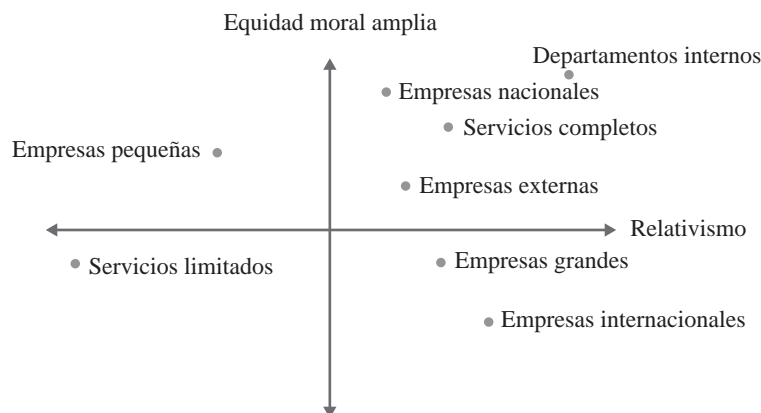 Equidad moral amplia
Departamentos internos
Empresas nacionales
Servicios completos
Empresas pequeñas
Empresas externas
Relativismo
Servicios limitados
Empresas grandes
Empresas internacionales